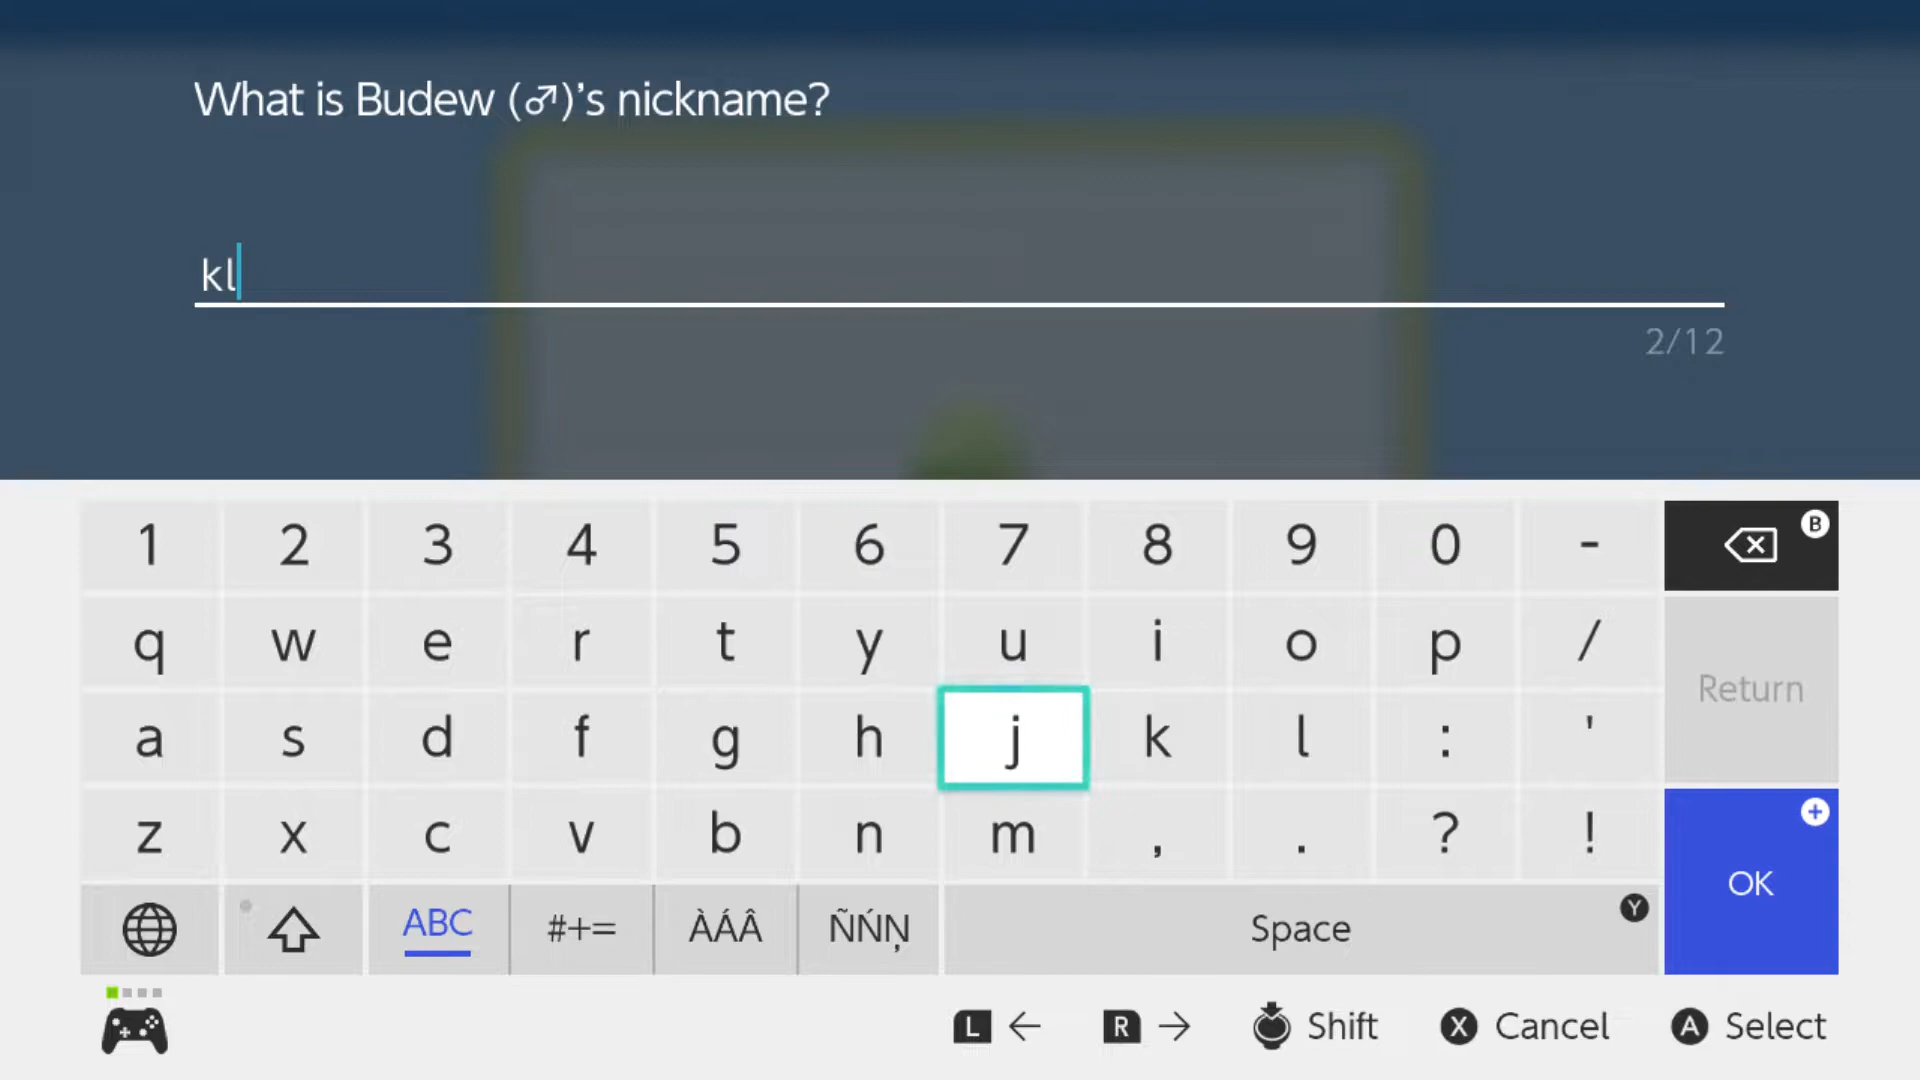 What is Budew (♂)'s nickname?
kl
2/12
1 2 3 4 5 6 7 8 9 0 - B
q w e r t y u i o p / Return
a s d f g h j k l : '
z x c v b n m , . ? ! + OK
ABC #+= ÀÁÂ ÑŃŅ Space Y
L ← R → Shift X Cancel A Select